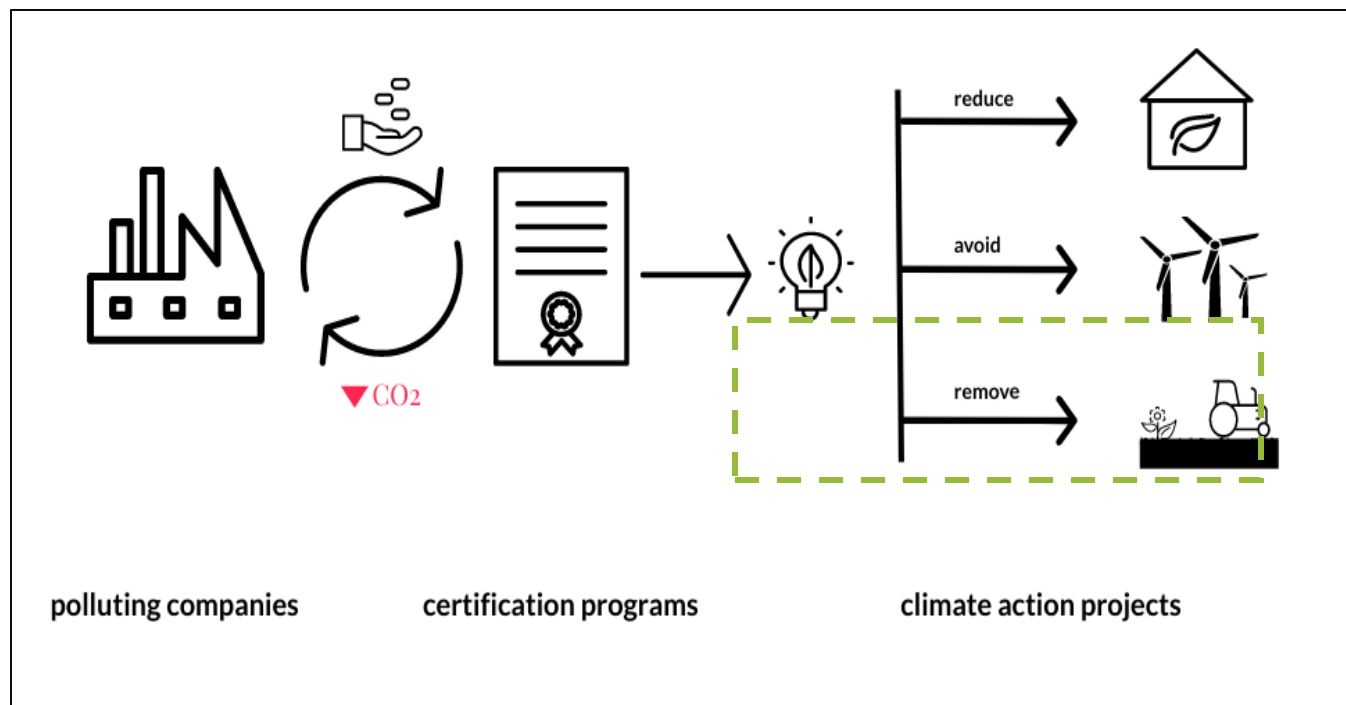 reduce
avoid
▼ CO2
remove
polluting companies
certification programs
climate action projects